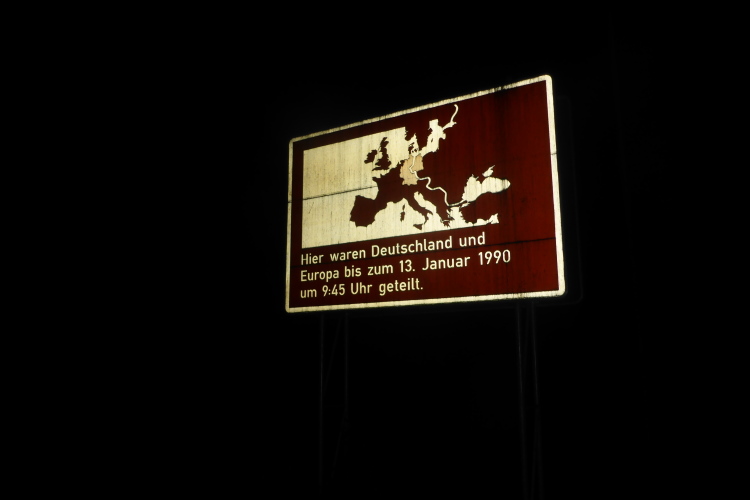 Hier waren Deutschland und
Europa bis zum 13. Januar 1990
um 9:45 Uhr geteilt.